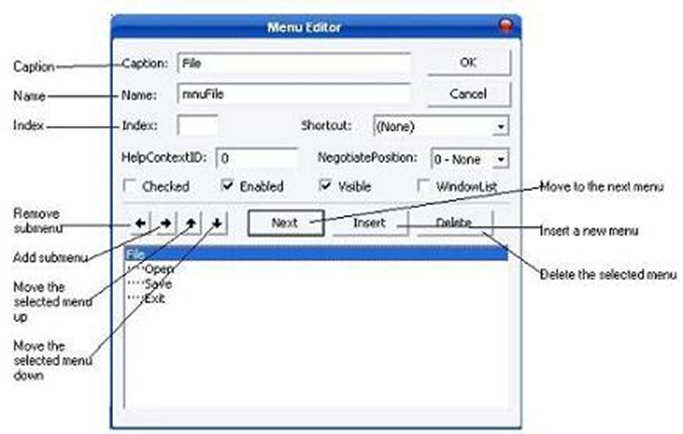 Menu Editor
Caption
Caption:
File
OK
Name
Name:
mnuFile
Cancel
Index
Index:
Shortcut:
(None)
HelpContextID:
0
NegotiatePosition:
0 - None
Checked
Enabled
Visible
WindowList
Move to the next menu
Remove
submenu
Next
Insert
Delete
Insert a new menu
Add submenu
File
····Open
····Save
····Exit
Delete the selected menu
Move the
selected menu
up
Move the
selected menu
down